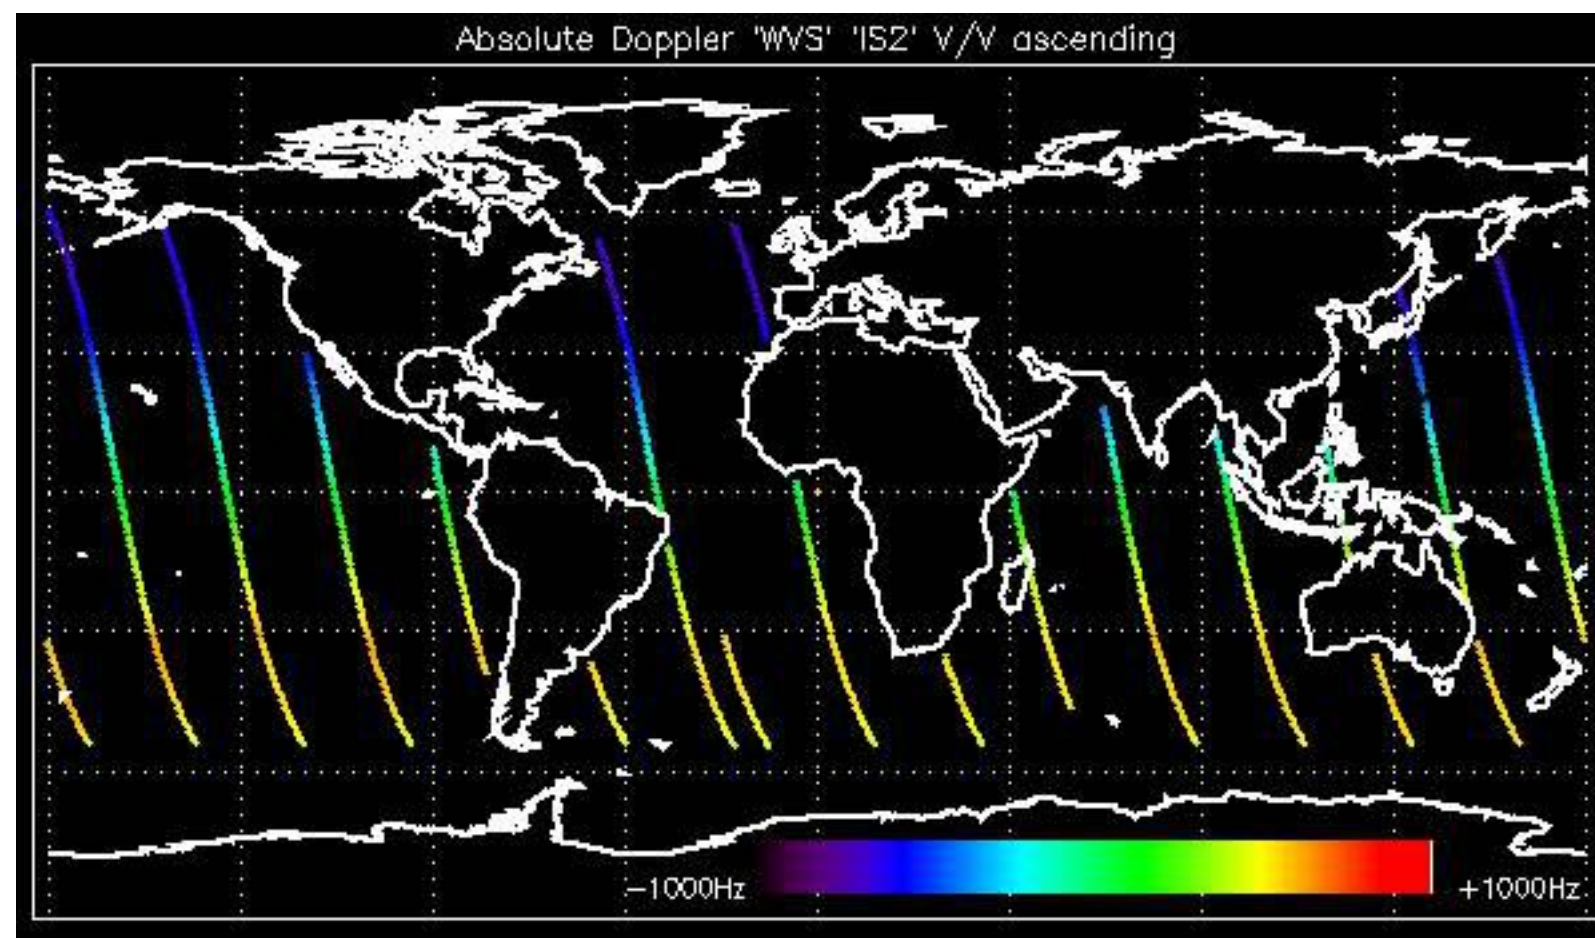 Absolute Doppler 'WVS' 'IS2' V/V ascending
−1000Hz
+1000Hz